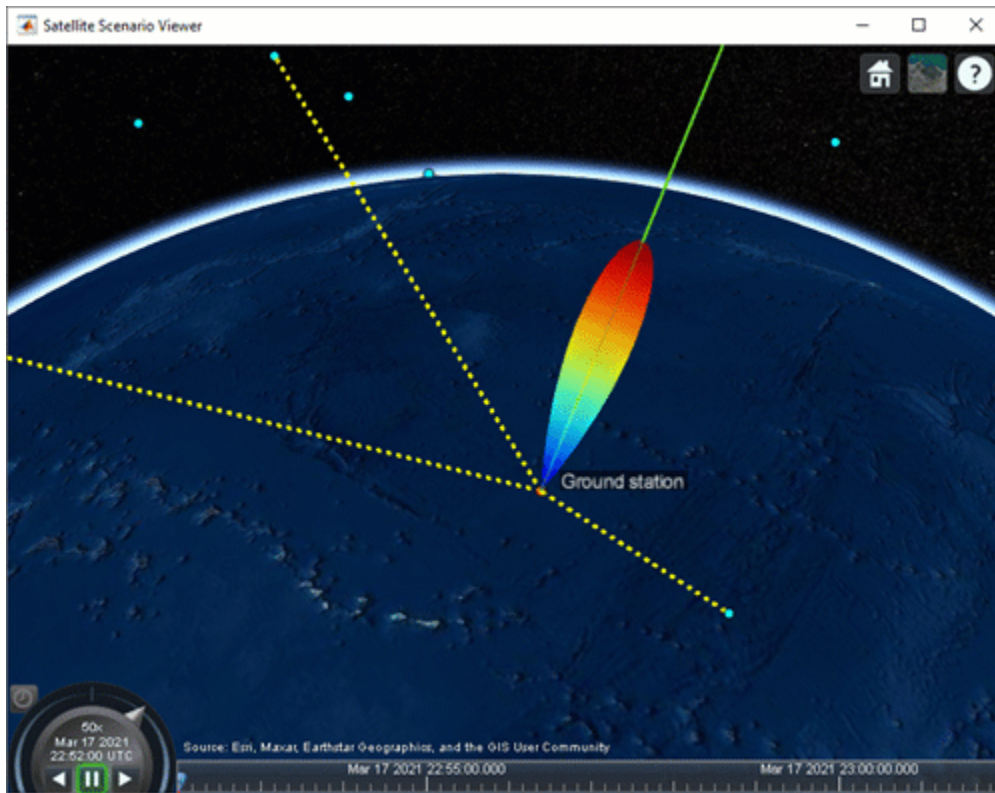 Satellite Scenario Viewer
?
Ground station
50x
Mar 17 2021
22:52:00 UTC
Source: Esri, Maxar, Earthstar Geographics, and the GIS User Community
Mar 17 2021 22:55:00.000
Mar 17 2021 23:00:00.000